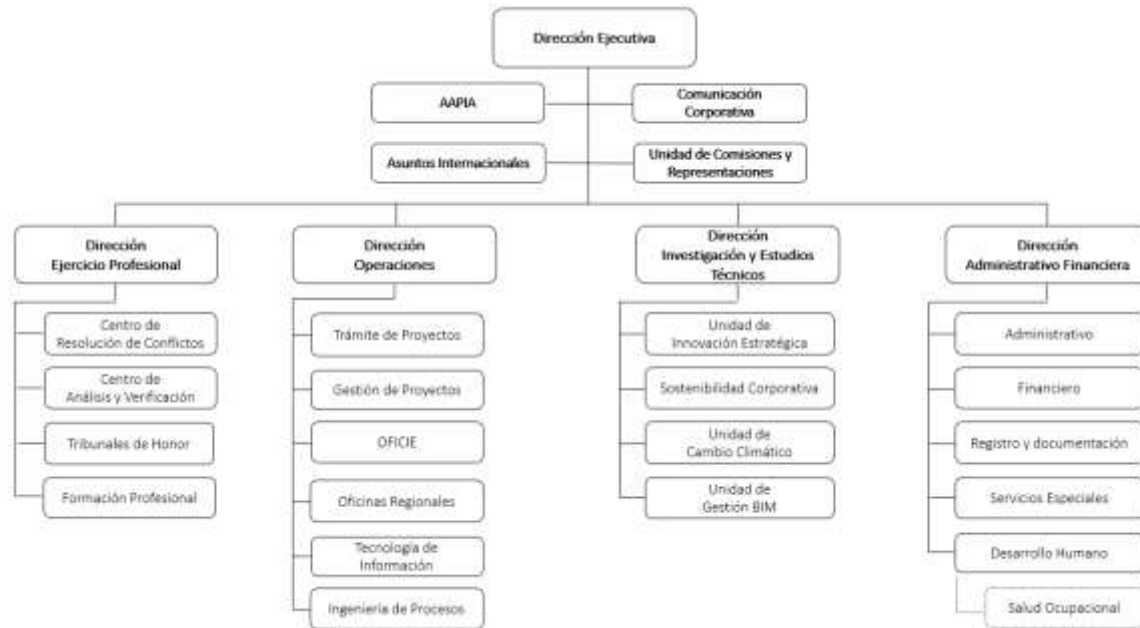 Dirección Ejecutiva
AAPIA
Comunicación
Corporativa
Asuntos Internacionales
Unidad de Comisiones y
Representaciones
Dirección
Ejercicio Profesional
Dirección
Operaciones
Dirección
Investigación y Estudios
Técnicos
Dirección
Administrativo Financiera
Centro de
Resolución de Conflictos
Centro de
Análisis y Verificación
Tribunales de Honor
Formación Profesional
Trámite de Proyectos
Gestión de Proyectos
OFICIE
Oficinas Regionales
Tecnología de
Información
Ingeniería de Procesos
Unidad de
Innovación Estratégica
Sostenibilidad Corporativa
Unidad de
Cambio Climático
Unidad de
Gestión BIM
Administrativo
Financiero
Registro y documentación
Servicios Especiales
Desarrollo Humano
Salud Ocupacional